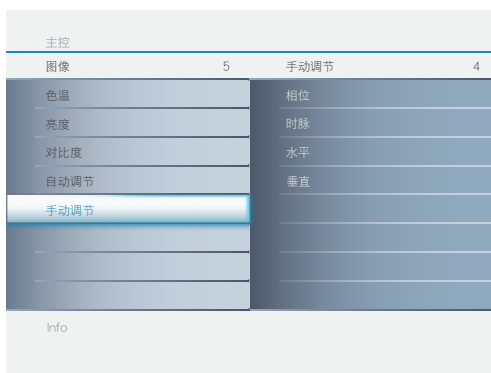 主控
图像 5 手动调节 4
色温 相位
亮度 时脉
对比度 水平
自动调节 垂直
手动调节
Info